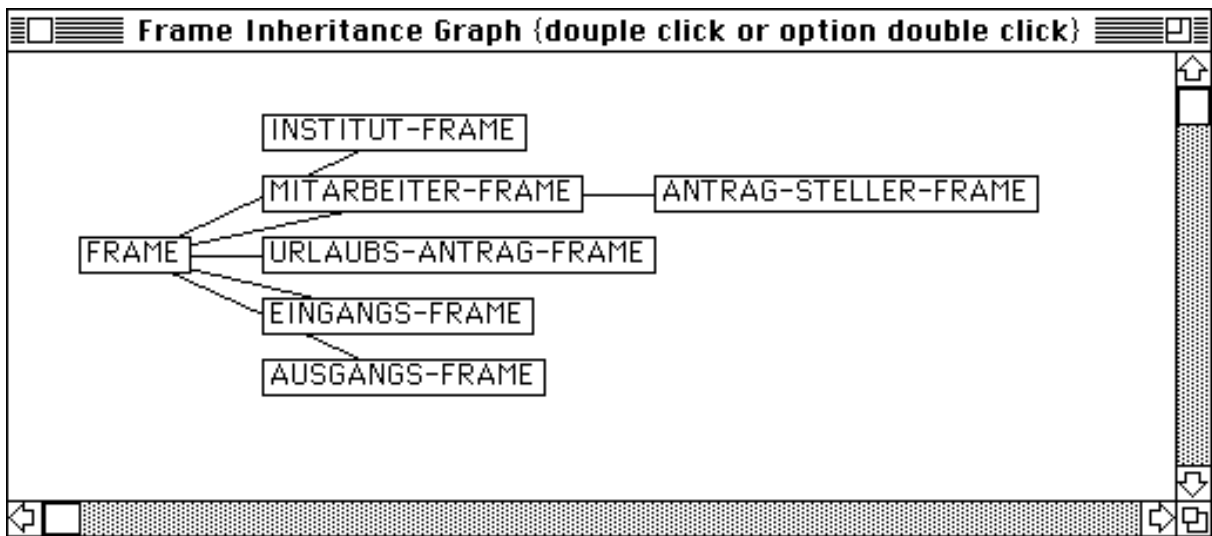 Frame Inheritance Graph {douple click or option double click}
INSTITUT-FRAME
MITARBEITER-FRAME ANTRAG-STELLER-FRAME
FRAME URLAUBS-ANTRAG-FRAME
EINGANGS-FRAME
AUSGANGS-FRAME